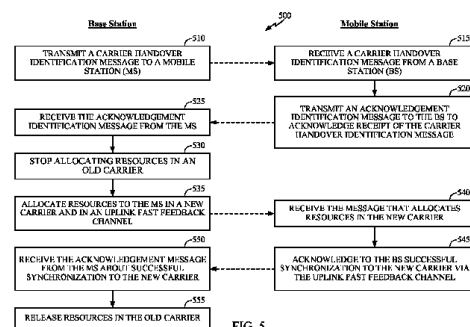 Base Station
500
Mobile Station
510
TRANSMIT A CARRIER HANDOVER
IDENTIFICATION MESSAGE TO A MOBILE
STATION (MS)
515
RECEIVE A CARRIER HANDOVER
IDENTIFICATION MESSAGE FROM A BASE
STATION (BS)
520
TRANSMIT AN ACKNOWLEDGEMENT
IDENTIFICATION MESSAGE TO THE BS TO
ACKNOWLEDGE RECEIPT OF THE CARRIER
HANDOVER IDENTIFICATION MESSAGE
525
RECEIVE THE ACKNOWLEDGEMENT
IDENTIFICATION MESSAGE FROM THE MS
530
STOP ALLOCATING RESOURCES IN AN
OLD CARRIER
535
ALLOCATE RESOURCES TO THE MS IN A NEW
CARRIER AND IN AN UPLINK FAST FEEDBACK
CHANNEL
540
RECEIVE THE MESSAGE THAT ALLOCATES
RESOURCES IN THE NEW CARRIER
545
ACKNOWLEDGE TO THE BS SUCCESSFUL
SYNCHRONIZATION TO THE NEW CARRIER VIA
THE UPLINK FAST FEEDBACK CHANNEL
550
RECEIVE THE ACKNOWLEDGEMENT MESSAGE
FROM THE MS ABOUT SUCCESSFUL
SYNCHRONIZATION TO THE NEW CARRIER
555
RELEASE RESOURCES IN THE OLD CARRIER
FIG. 5